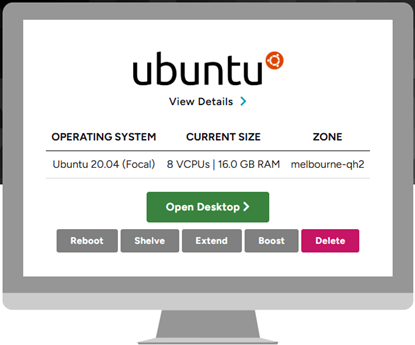 ubuntu
View Details
OPERATING SYSTEM CURRENT SIZE ZONE
Ubuntu 20.04 (Focal) 8 VCPUs | 16.0 GB RAM melbourne-qh2
Open Desktop
Reboot Shelve Extend Boost Delete